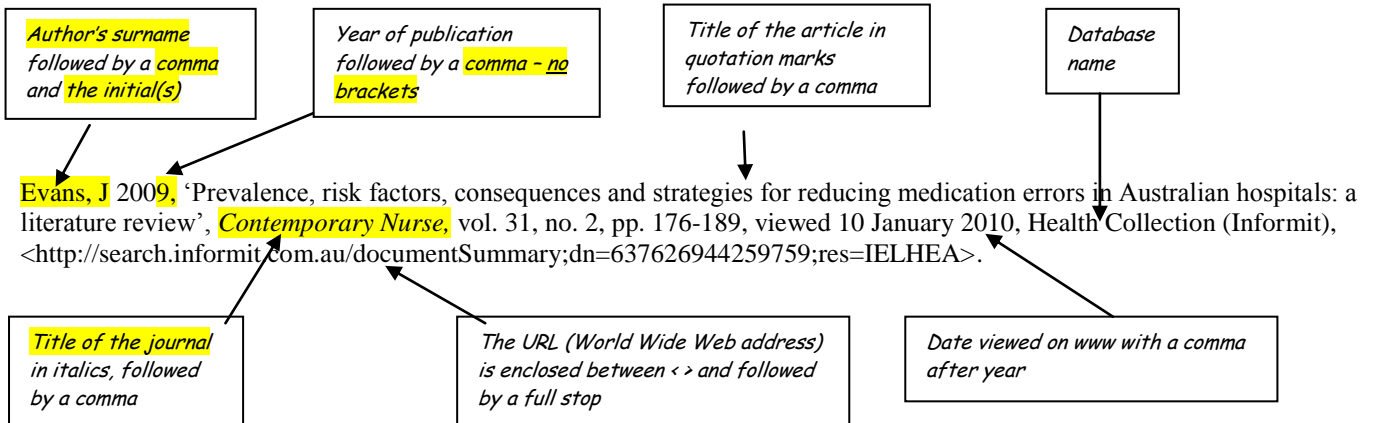 Author's surname
followed by a comma
and the initial(s)
Year of publication
followed by a comma – no
brackets
Title of the article in
quotation marks
followed by a comma
Database
name
Evans, J 2009, ‘Prevalence, risk factors, consequences and strategies for reducing medication errors in Australian hospitals: a
literature review’, Contemporary Nurse, vol. 31, no. 2, pp. 176-189, viewed 10 January 2010, Health Collection (Informit),
<http://search.informit.com.au/documentSummary;dn=637626944259759;res=IELHEA>.
Title of the journal
in italics, followed
by a comma
The URL (World Wide Web address)
is enclosed between < > and followed
by a full stop
Date viewed on www with a comma
after year